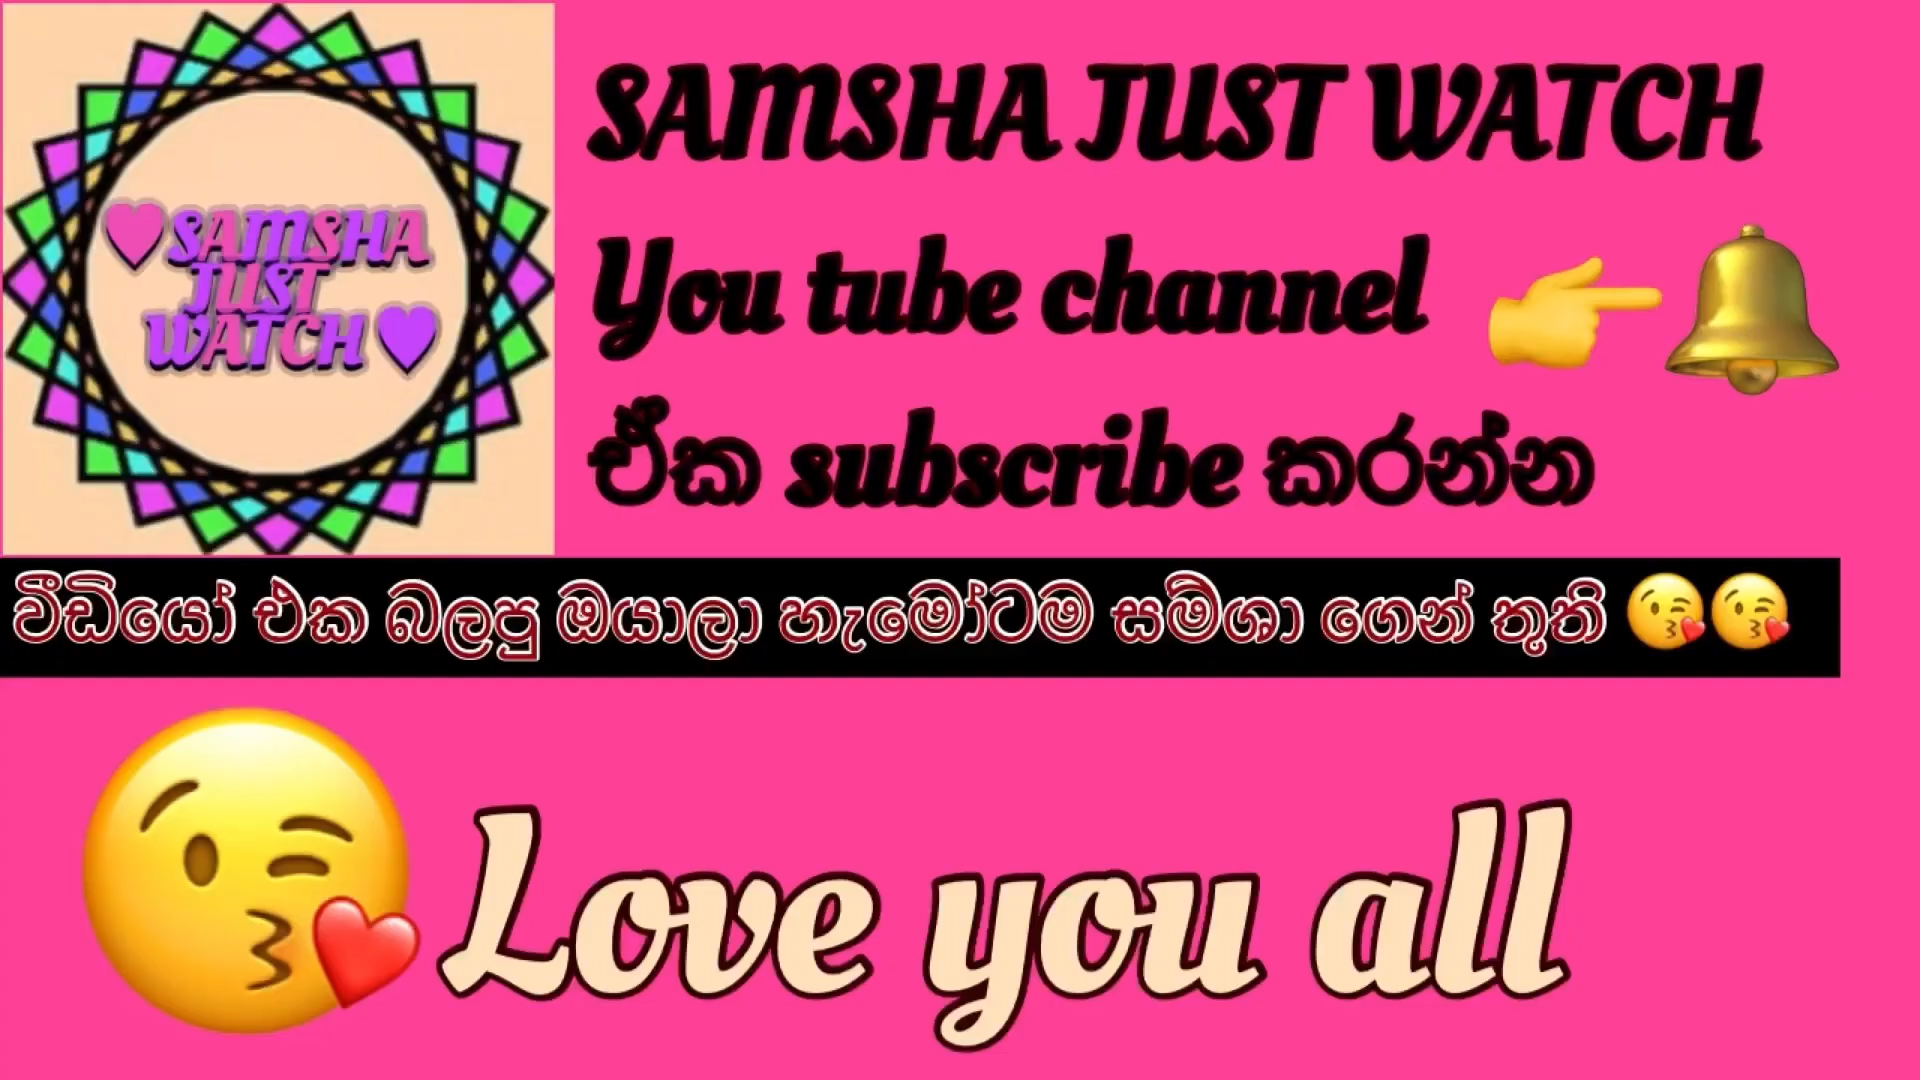 ♥SAMSHA
JUST
WATCH♥
SAMSHA JUST WATCH
You tube channel 👉🔔
ඒක subscribe කරන්න
වීඩියෝ එක බලපු ඔයාලා හැමෝටම සම්ශා ගෙන් තුති 😘😘
😘Love you all